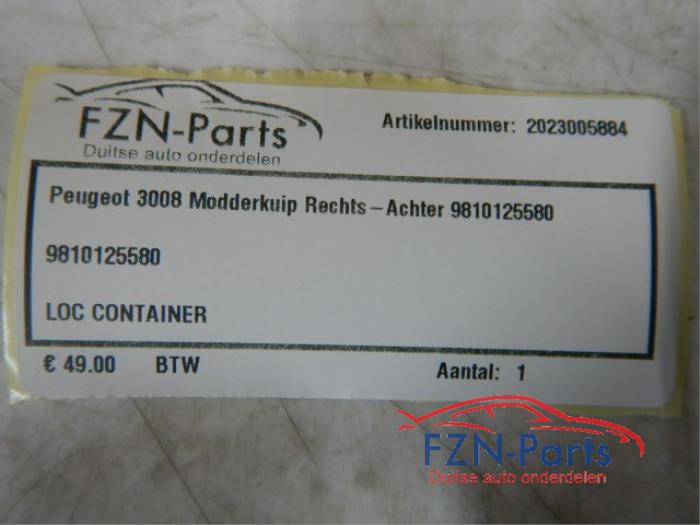 FZN-Parts
Duitse auto onderdelen
Artikelnummer: 2023005884
Peugeot 3008 Modderkuip Rechts-Achter 9810125580
9810125580
LOC CONTAINER
€ 49.00 BTW Aantal: 1
FZN-Parts
Duitse auto onderdelen